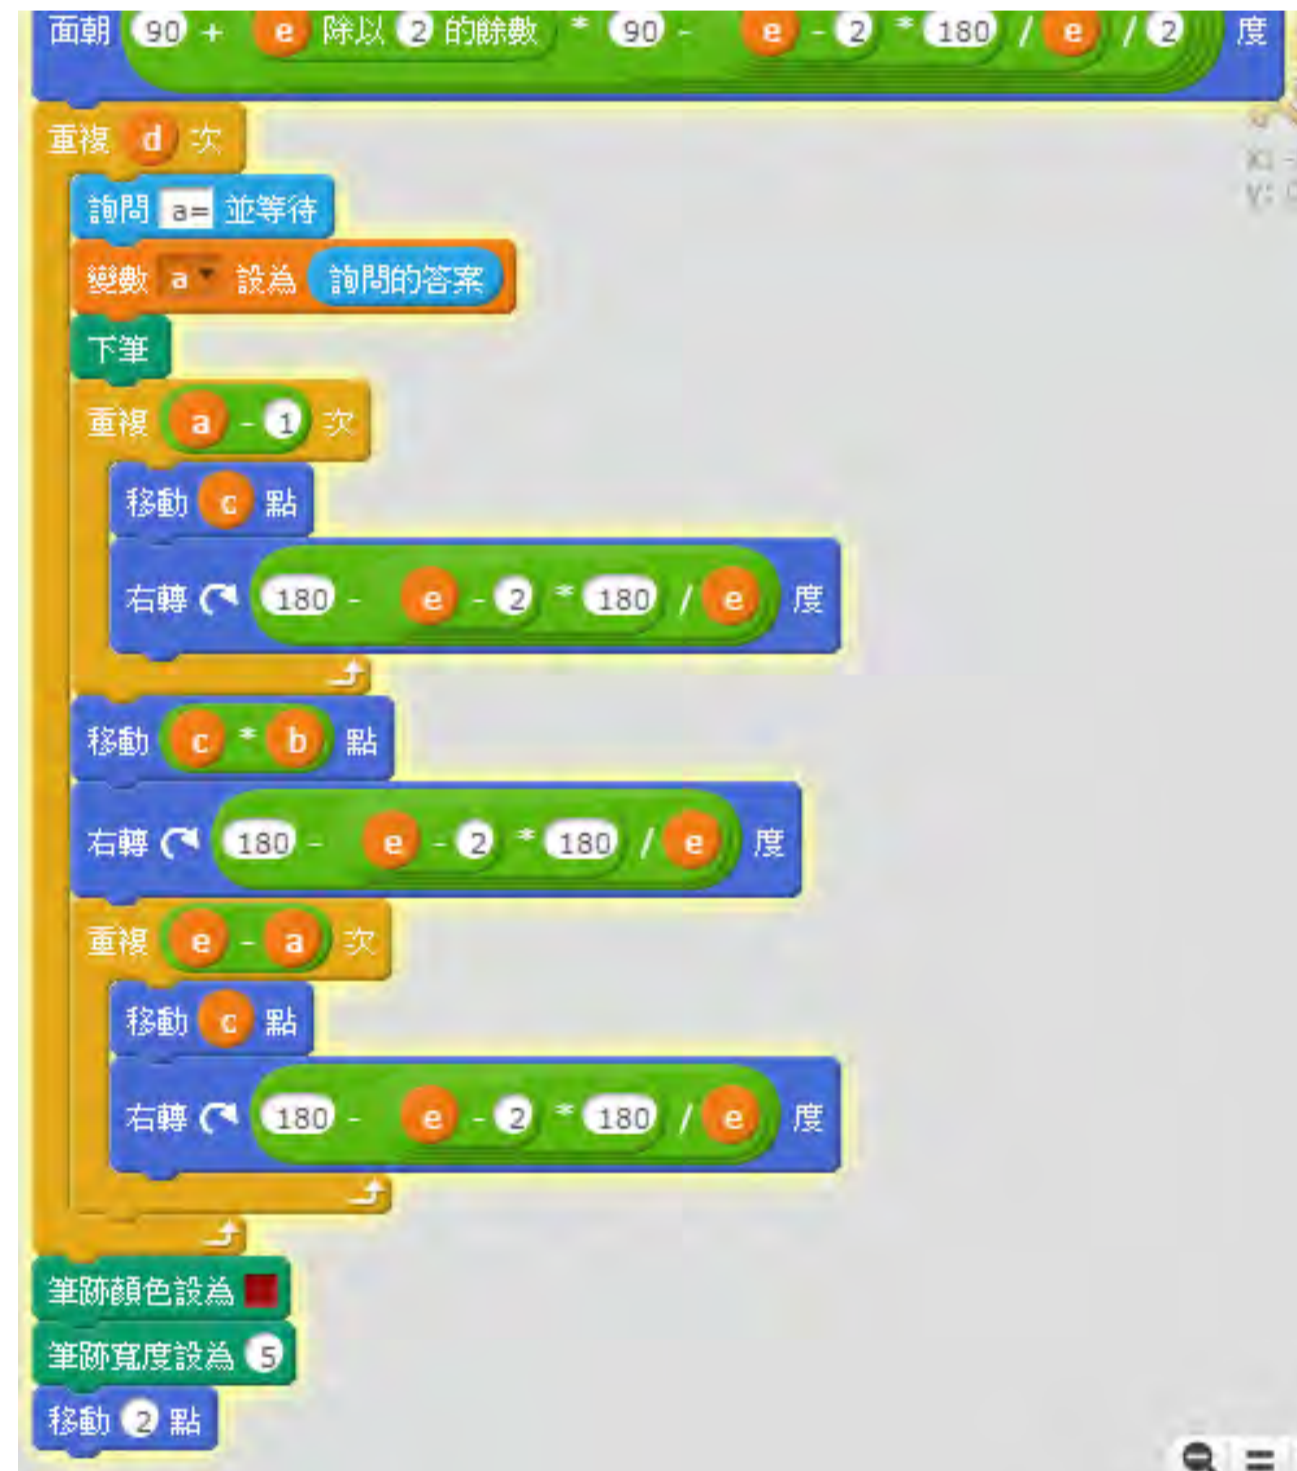 面朝 90 + e 除以 2 的餘數 * 90 - e - 2 * 180 / e / 2 度
重複 d 次
詢問 a= 並等待
變數 a 設為 詢問的答案
下筆
重複 a - 1 次
移動 c 點
右轉 180 - e - 2 * 180 / e 度
移動 c * b 點
右轉 180 - e - 2 * 180 / e 度
重複 e - a 次
移動 c 點
右轉 180 - e - 2 * 180 / e 度
筆跡顏色設為
筆跡寬度設為 5
移動 2 點